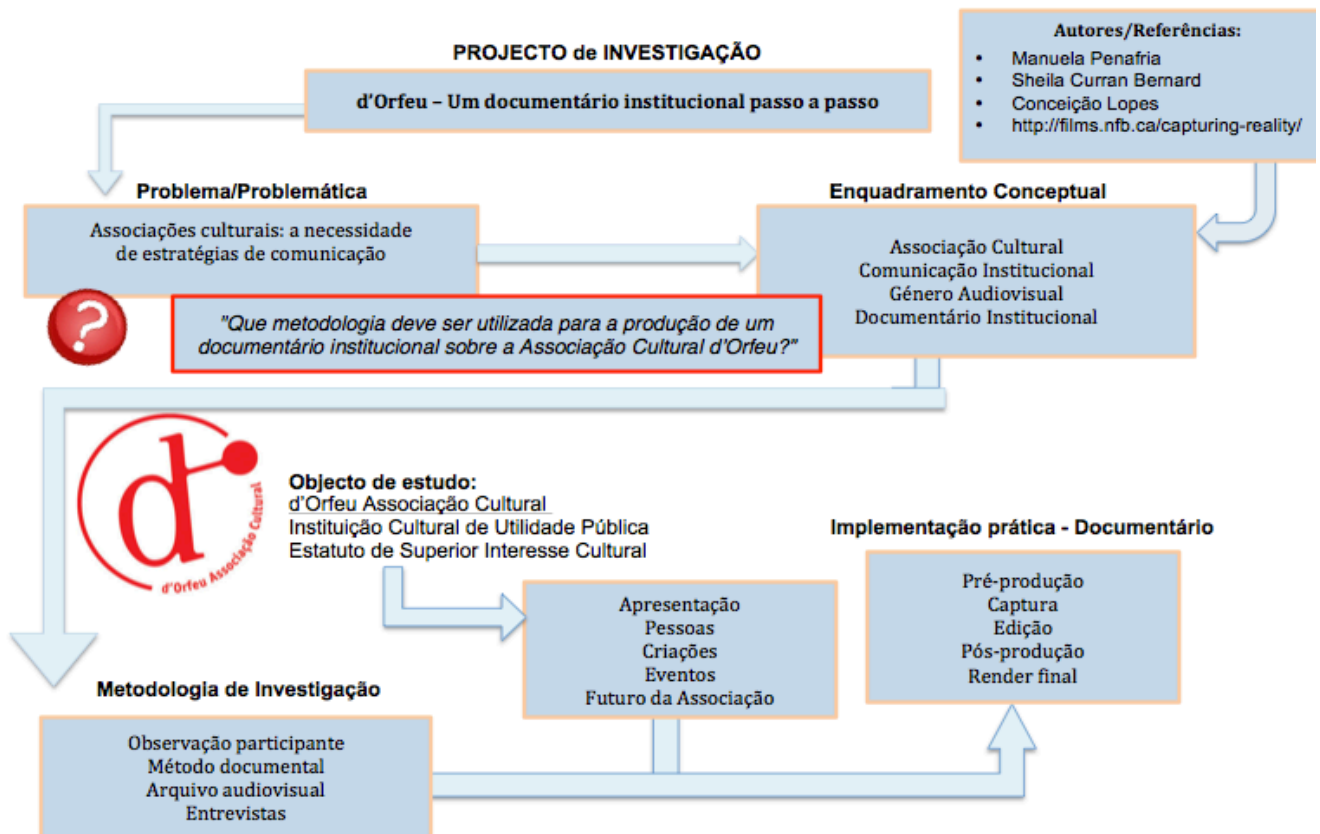 PROJECTO de INVESTIGAÇÃO
d'Orfeu – Um documentário institucional passo a passo
Autores/Referências:
• Manuela Penafria
• Sheila Curran Bernard
• Conceição Lopes
• http://films.nfb.ca/capturing-reality/
Problema/Problemática
Associações culturais: a necessidade
de estratégias de comunicação
?
"Que metodologia deve ser utilizada para a produção de um
documentário institucional sobre a Associação Cultural d'Orfeu?"
Enquadramento Conceptual
Associação Cultural
Comunicação Institucional
Género Audiovisual
Documentário Institucional
d
d'Orfeu Associação Cultural
Objecto de estudo:
d'Orfeu Associação Cultural
Instituição Cultural de Utilidade Pública
Estatuto de Superior Interesse Cultural
Apresentação
Pessoas
Criações
Eventos
Futuro da Associação
Implementação prática - Documentário
Pré-produção
Captura
Edição
Pós-produção
Render final
Metodologia de Investigação
Observação participante
Método documental
Arquivo audiovisual
Entrevistas